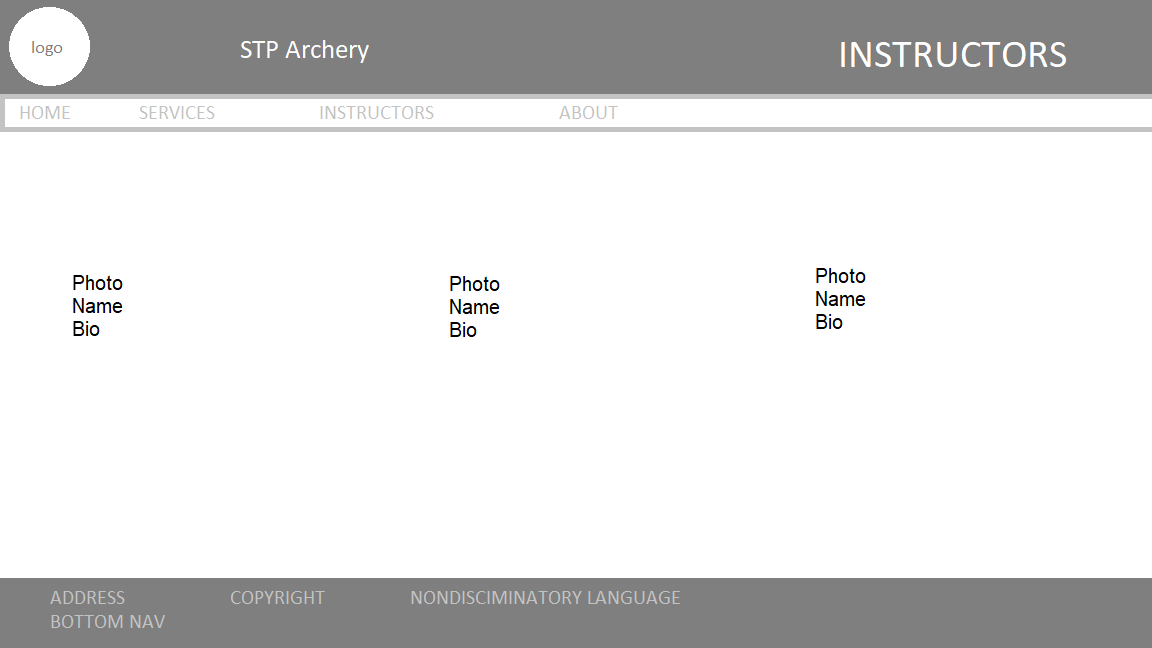 logo
STP Archery
INSTRUCTORS
HOME SERVICES INSTRUCTORS ABOUT
Photo
Name
Bio
Photo
Name
Bio
Photo
Name
Bio
ADDRESS COPYRIGHT NONDISCIMINATORY LANGUAGE
BOTTOM NAV